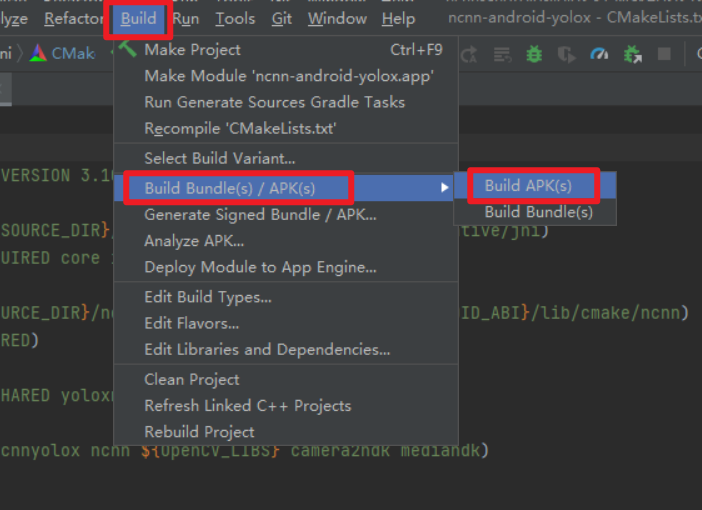 lyze Refactor Build Run Tools Git Window Help ncnn-android-yolox - CMakeLists.tx
ni CMak
Make Project Ctrl+F9
Make Module 'ncnn-android-yolox.app'
Run Generate Sources Gradle Tasks
Recompile 'CMakeLists.txt'
Select Build Variant...
VERSION 3.10
Build Bundle(s) / APK(s) Build APK(s)
Generate Signed Bundle / APK... Build Bundle(s)
SOURCE_DIR}/ tive/jni)
Analyze APK...
UIRED core
Deploy Module to App Engine...
Edit Build Types...
URCE_DIR}/nc ID_ABI}/lib/cmake/ncnn)
Edit Flavors...
RED)
Edit Libraries and Dependencies...
Clean Project
HARED yolox
Refresh Linked C++ Projects
Rebuild Project
cnnyolox ncnn ${OpenCV_LIBS} camera2ndk mediandk)